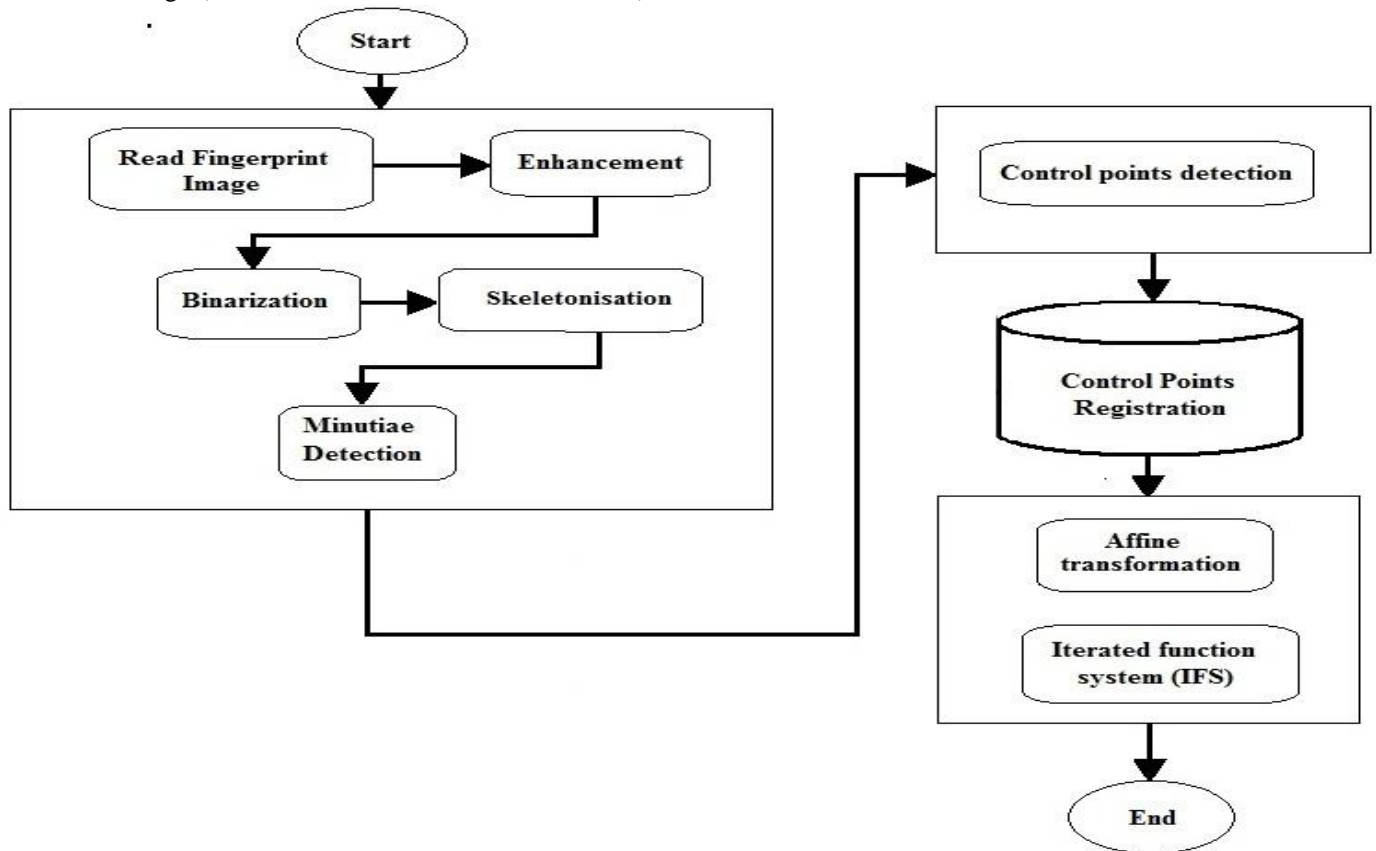 Start
Read Fingerprint
Image
Enhancement
Binarization
Skeletonisation
Minutiae
Detection
Control points detection
Control Points
Registration
Affine
transformation
Iterated function
system (IFS)
End